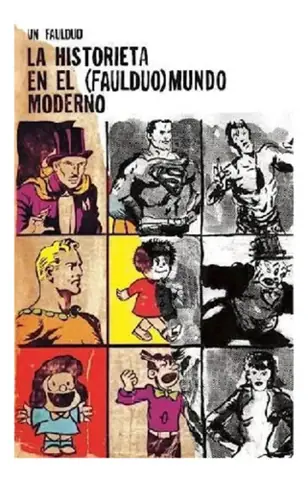 UN FAULDUO
LA HISTORIETA
EN EL (FAULDUO)MUNDO
MODERNO